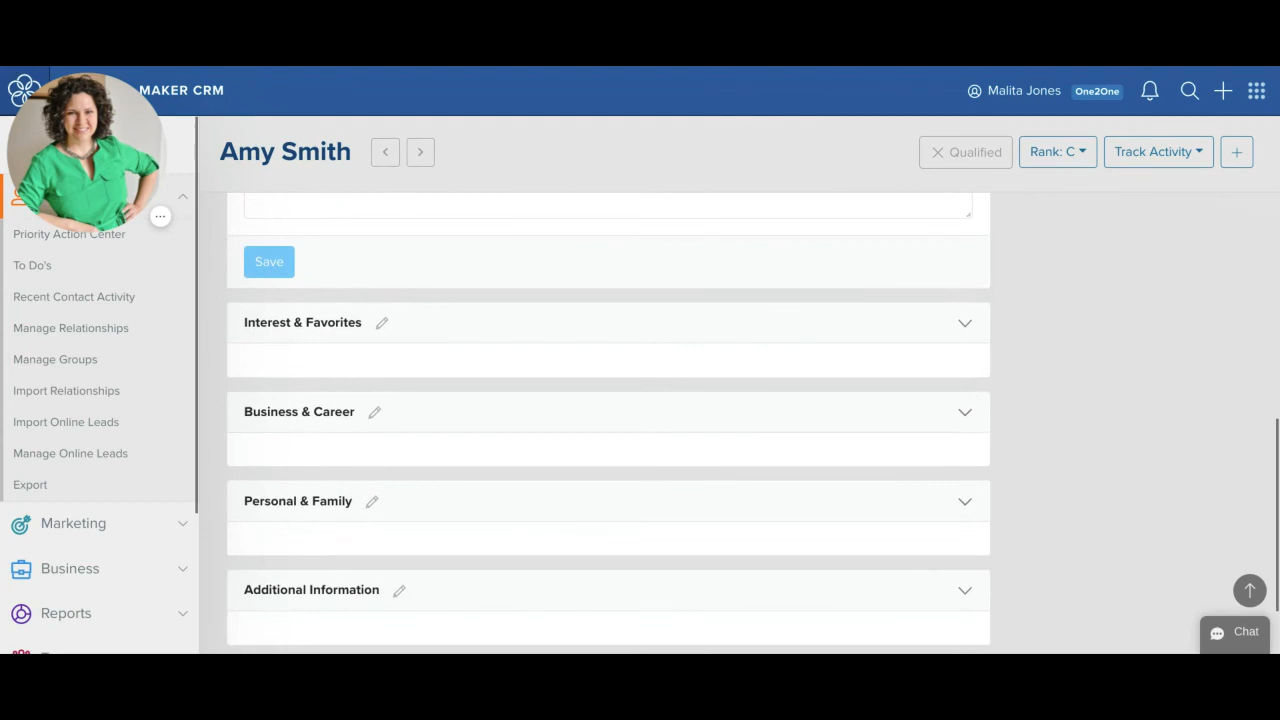 MAKER CRM
Malita Jones
One2One
Amy Smith
Qualified
Rank: C
Track Activity
Priority Action Center
To Do's
Recent Contact Activity
Manage Relationships
Manage Groups
Import Relationships
Import Online Leads
Manage Online Leads
Export
Marketing
Business
Reports
Save
Interest & Favorites
Business & Career
Personal & Family
Additional Information
Chat